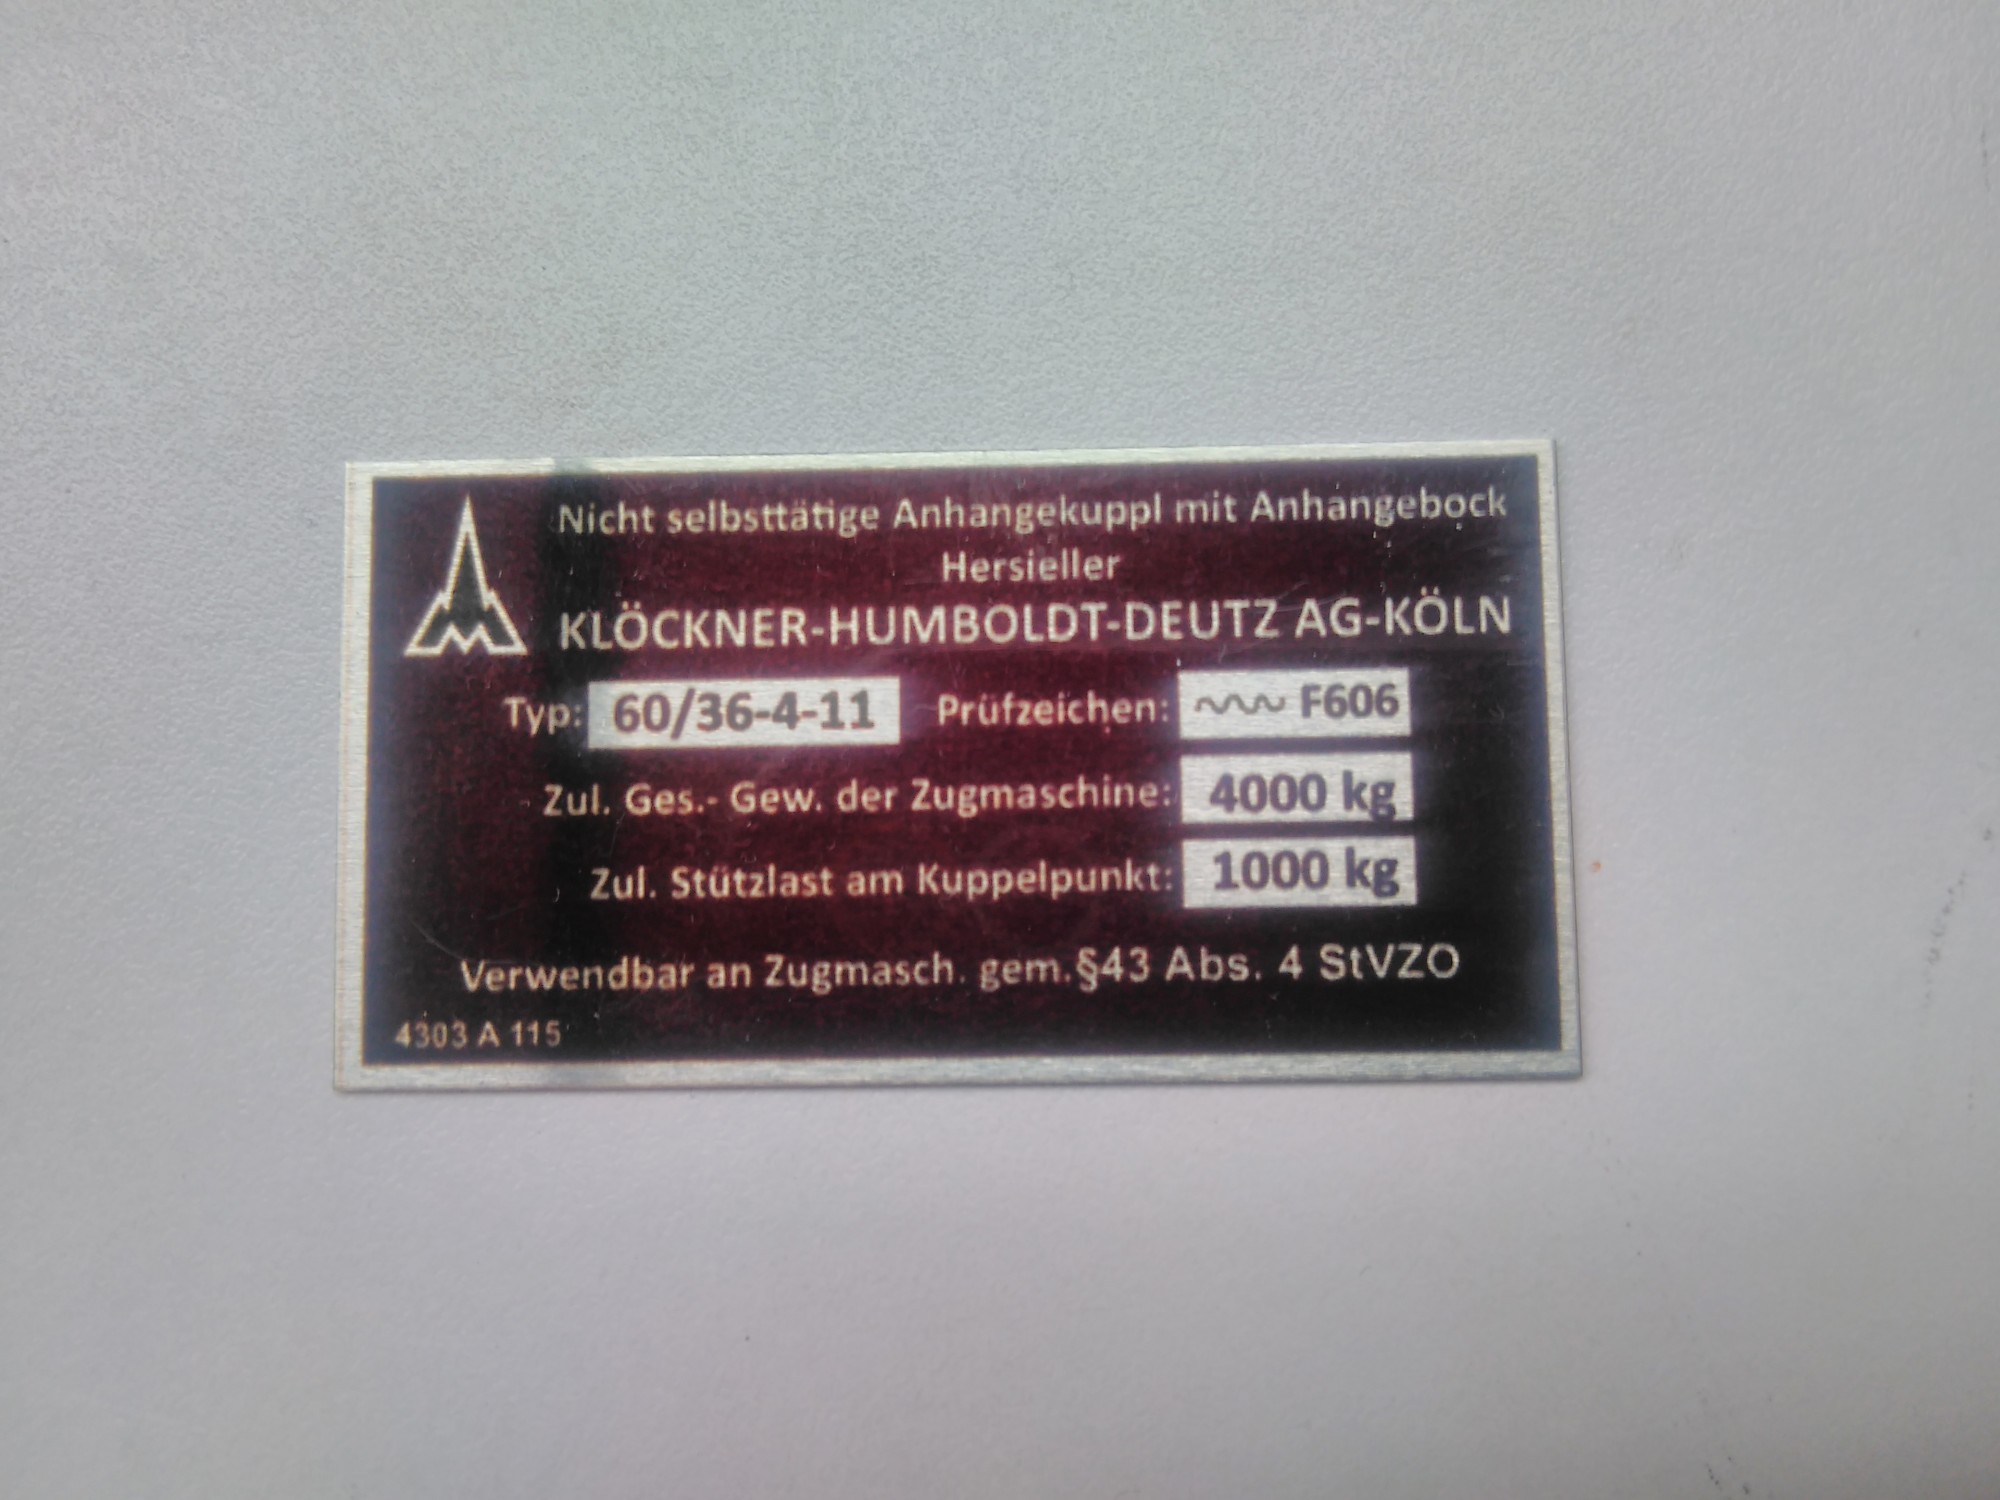 Nicht selbsttätige Anhangekuppl mit Anhangebock
Hersieller
KLÖCKNER-HUMBOLDT-DEUTZ AG-KÖLN
Typ: 60/36-4-11 Prüfzeichen: F606
Zul. Ges.- Gew. der Zugmaschine: 4000 kg
Zul. Stützlast am Kuppelpunkt: 1000 kg
Verwendbar an Zugmasch. gem.§43 Abs. 4 StVZO
4303 A 115